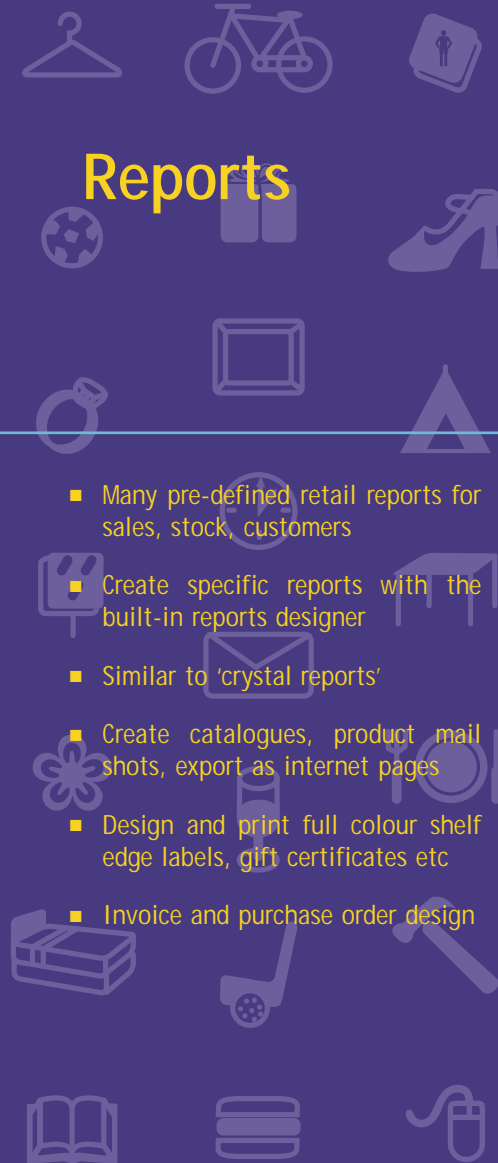 Reports
■ Many pre-defined retail reports for
sales, stock, customers
■ Create specific reports with the
built-in reports designer
■ Similar to ‘crystal reports’
■ Create catalogues, product mail
shots, export as internet pages
■ Design and print full colour shelf
edge labels, gift certificates etc
■ Invoice and purchase order design